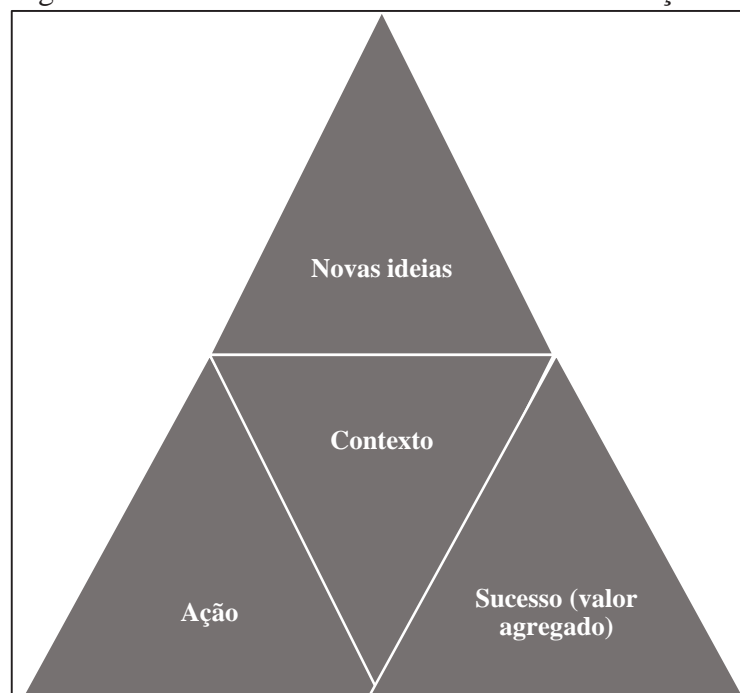 Novas ideias
Contexto
Ação
Sucesso (valor
agregado)